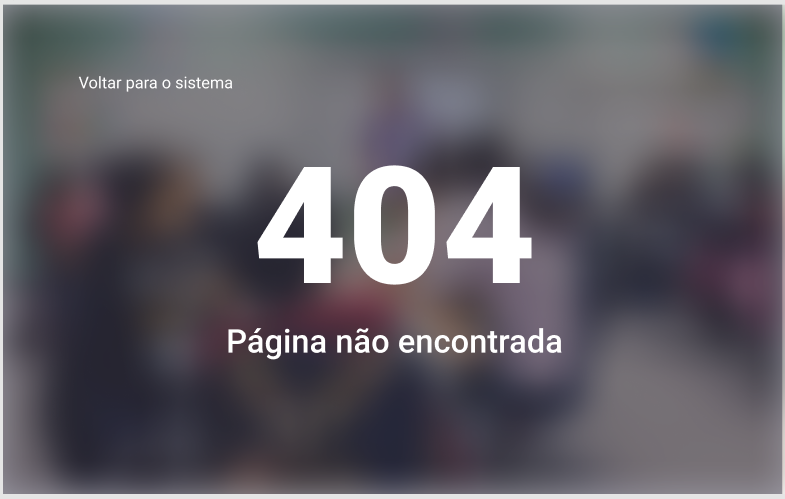 Voltar para o sistema
404
Página não encontrada